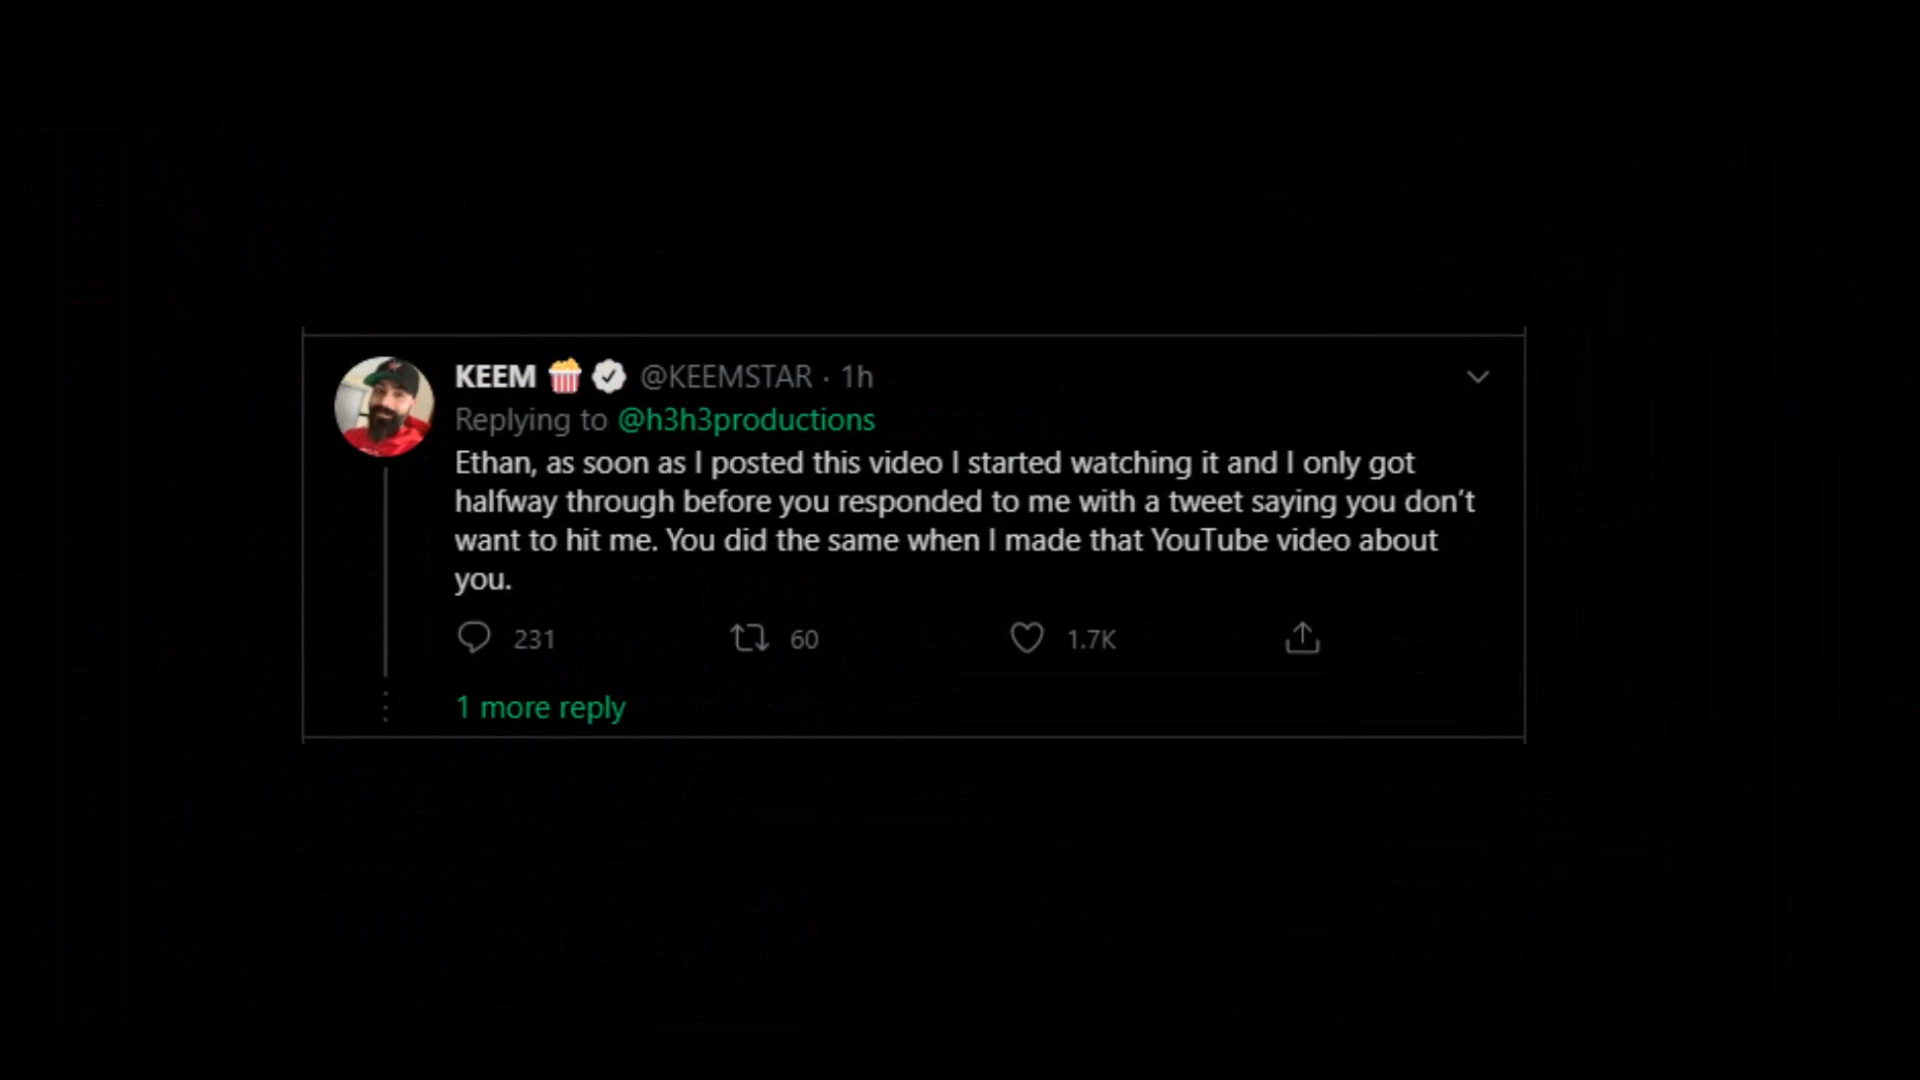 KEEM 🍿 @KEEMSTAR · 1h
Replying to @h3h3productions
Ethan, as soon as I posted this video I started watching it and I only got
halfway through before you responded to me with a tweet saying you don’t
want to hit me. You did the same when I made that YouTube video about
you.
231 60 1.7K
1 more reply